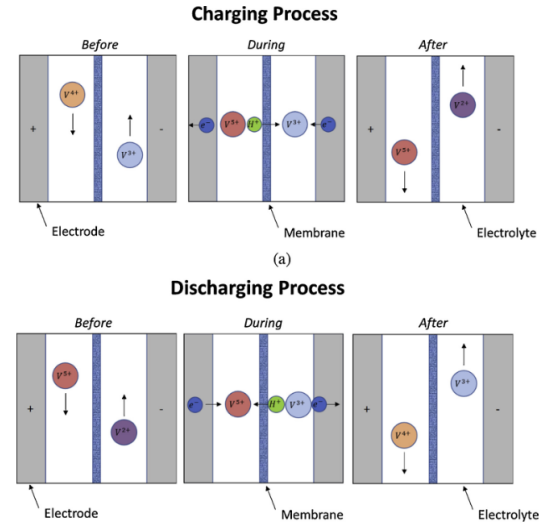 Charging Process
Before During After
V⁴⁺ V³⁺ + -
e⁻ V⁵⁺ H⁺ V³⁺ e⁻
V²⁺ V⁵⁺ + -
Electrode Membrane Electrolyte
(a)
Discharging Process
Before During After
V⁵⁺ V²⁺ + -
e⁻ V⁵⁺ H⁺ V³⁺ e⁻
V³⁺ V⁴⁺ + -
Electrode Membrane Electrolyte